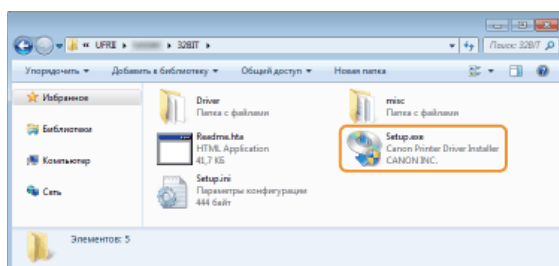 « UFRII ▸ ▸ 32BIT ▸
Поиск: 32BIT
Упорядочить ▼ Добавить в библиотеку ▼ Общий доступ ▼ Новая папка
Избранное
Библиотеки
Компьютер
Сеть
Driver
Папка с файлами
misc
Папка с файлами
Readme.hta
HTML Application
41,7 КБ
Setup.exe
Canon Printer Driver Installer
CANON INC.
Setup.ini
Параметры конфигурации
444 байт
Элементов: 5